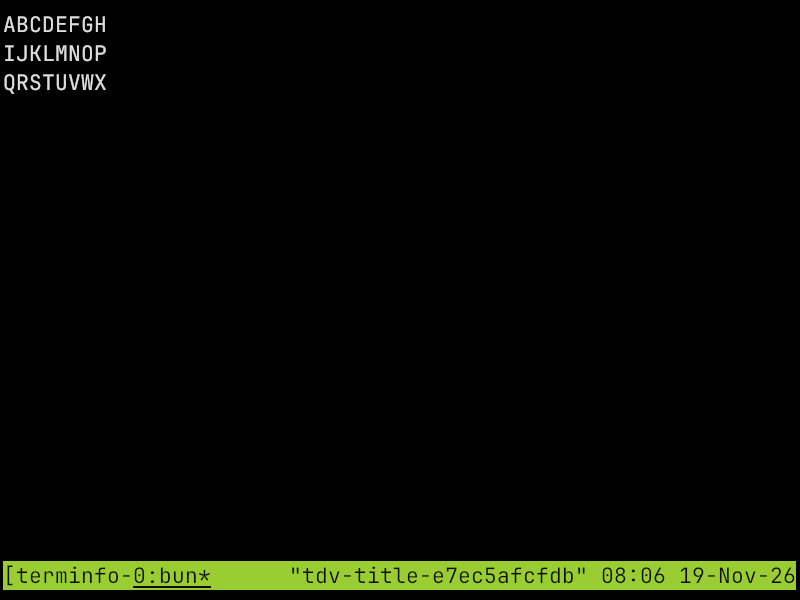 ABCDEFGH
IJKLMNOP
QRSTUVWX
[terminfo-0:bun*      "tdv-title-e7ec5afcfdb" 08:06 19-Nov-26